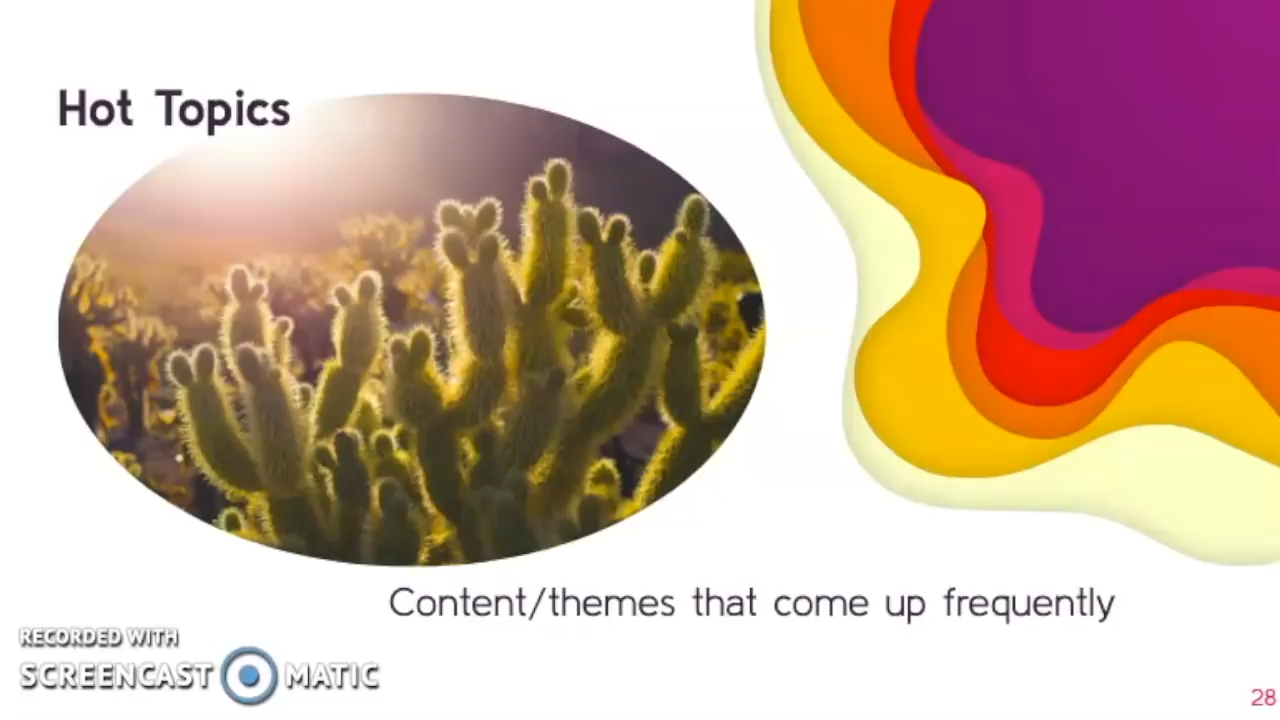 Hot Topics
Content/themes that come up frequently
RECORDED WITH
SCREENCAST MATIC
28